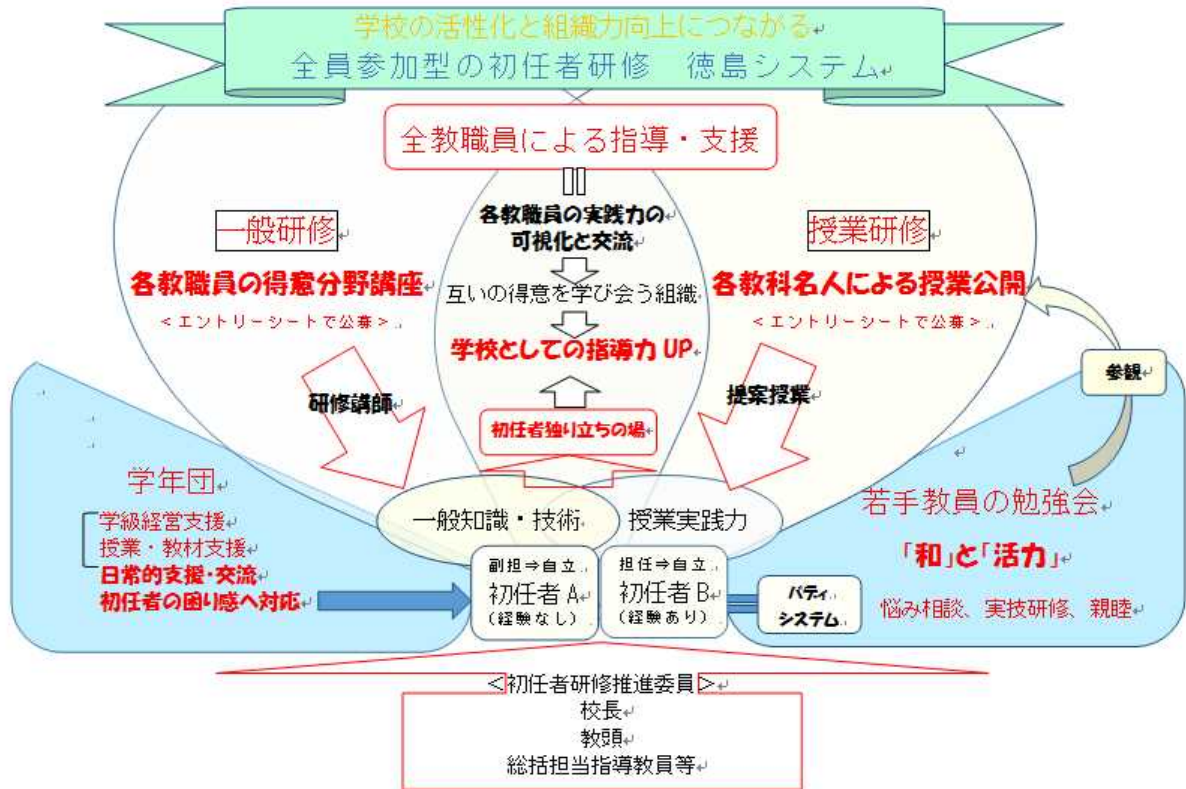 学校の活性化と組織力向上につながる
全員参加型の初任者研修　徳島システム
全教職員による指導・支援
各教職員の実践力の
可視化と交流
互いの得意を学び会う組織
学校としての指導力 UP
初任者独り立ちの場
一般研修
各教職員の得意分野講座
＜エントリーシートで公募＞
研修講師
授業研修
各教科名人による授業公開
＜エントリーシートで公募＞
提案授業
参観
学年団
学級経営支援
授業・教材支援
日常的支援・交流
初任者の困り感へ対応
一般知識・技術
授業実践力
副担⇒自立
初任者 A
(経験なし)
担任⇒自立
初任者 B
(経験あり)
バディ
システム
若手教員の勉強会
「和」と「活力」
悩み相談、実技研修、親睦
＜初任者研修推進委員＞
校長
教頭
総括担当指導教員等